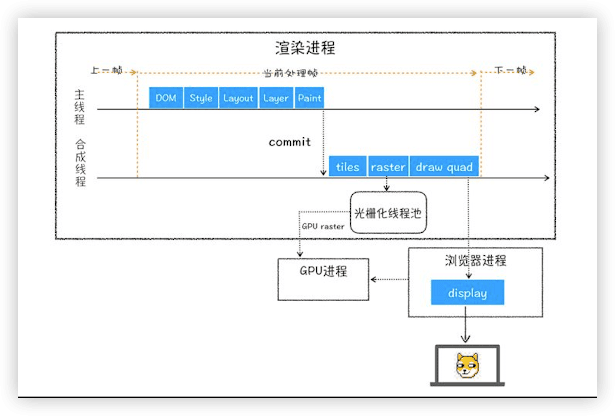 渲染进程
上一帧
当前处理帧
下一帧
主线程
DOM Style Layout Layer Paint
commit
合成线程
tiles raster draw quad
光栅化线程池
GPU raster
GPU进程
浏览器进程
display